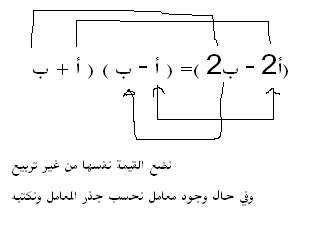 (أ2 - ب2 )= ( أ - ب ) ( أ + ب
نضع القيمة نفسها من غير تربيع
وفي حال وجود معامل نحسب جذر المعامل ونكتبه